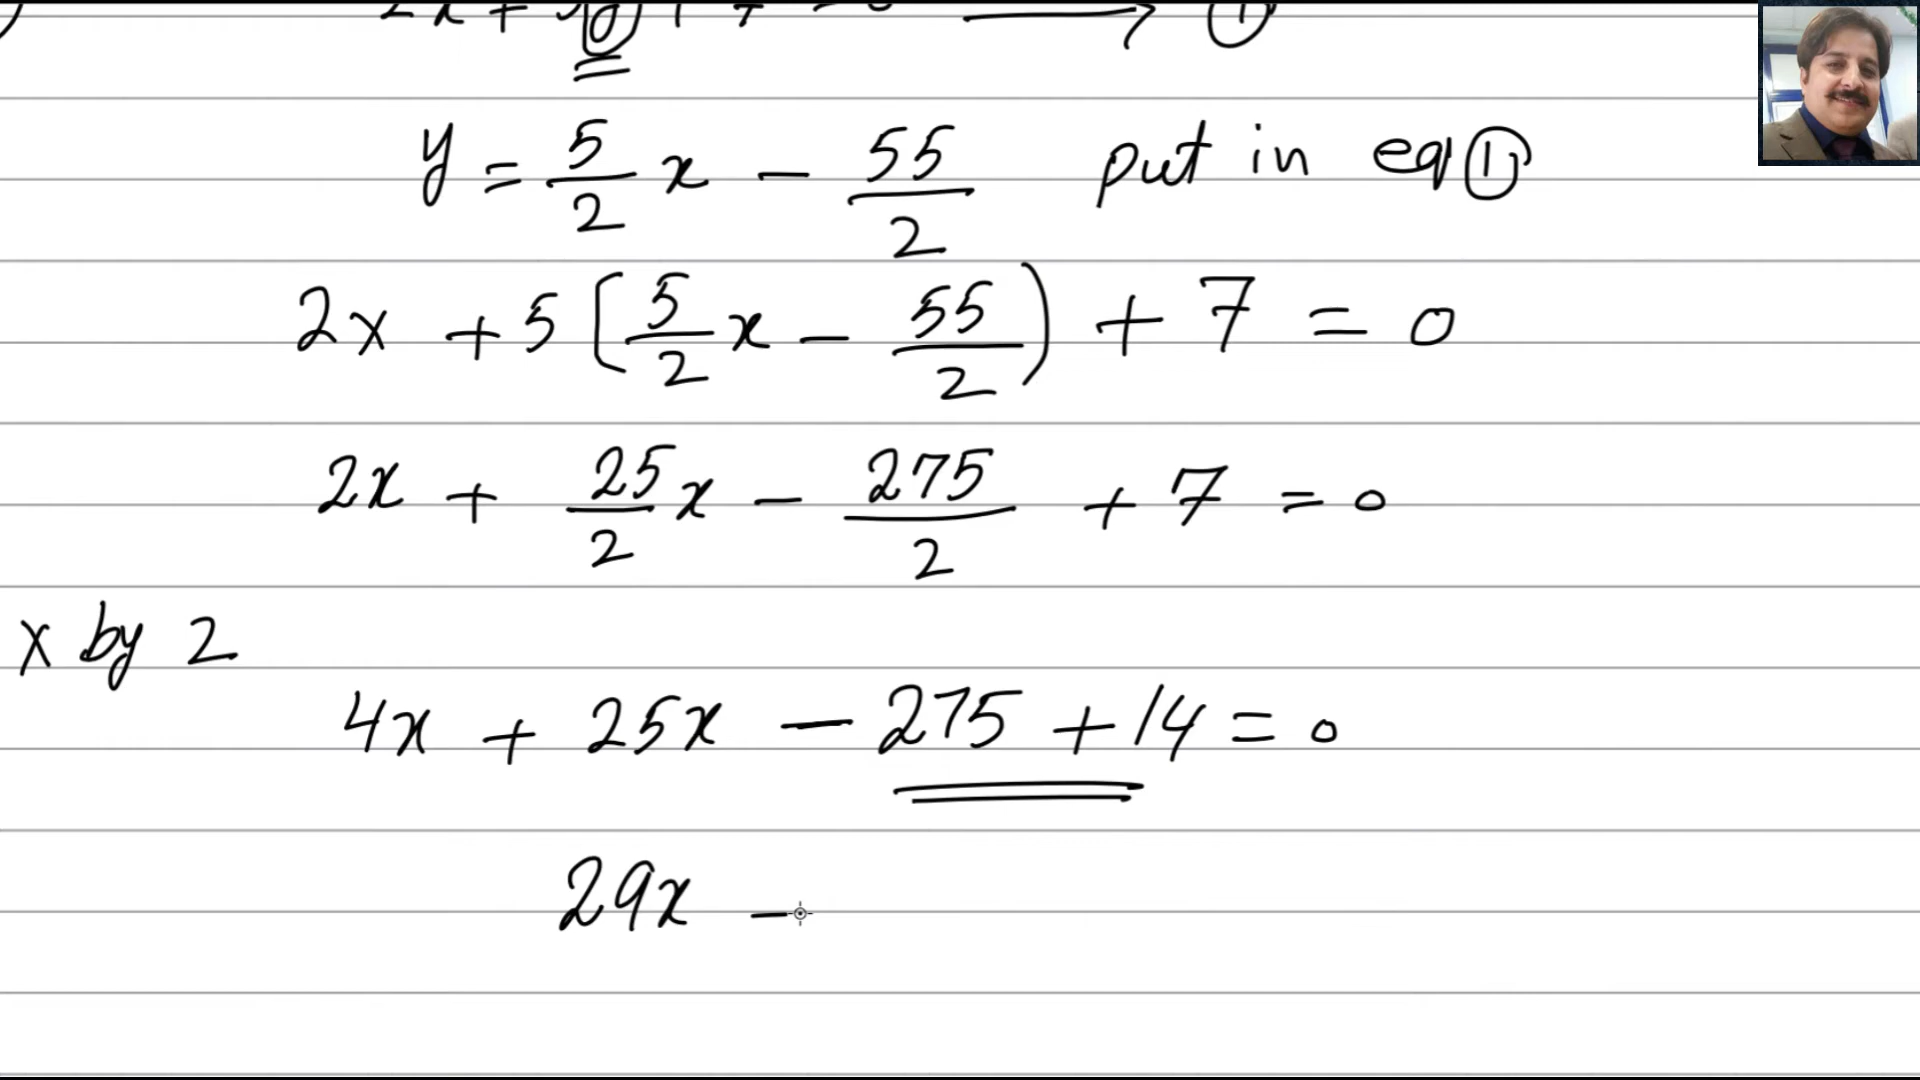 y = 5/2 x - 55/2 put in eq ①
2x + 5 [5/2 x - 55/2) + 7 = 0
2x + 25/2 x - 275/2 + 7 = 0
x by 2
4x + 25x - 275 + 14 = 0
29x -